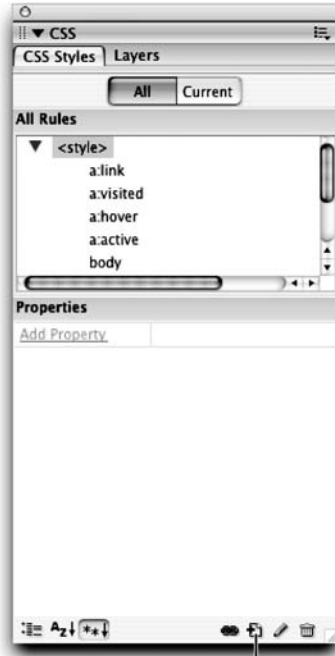 CSS
CSS Styles Layers
All Current
All Rules
<style>
a:link
a:visited
a:hover
a:active
body
Properties
Add Property
AZ↓ **↓